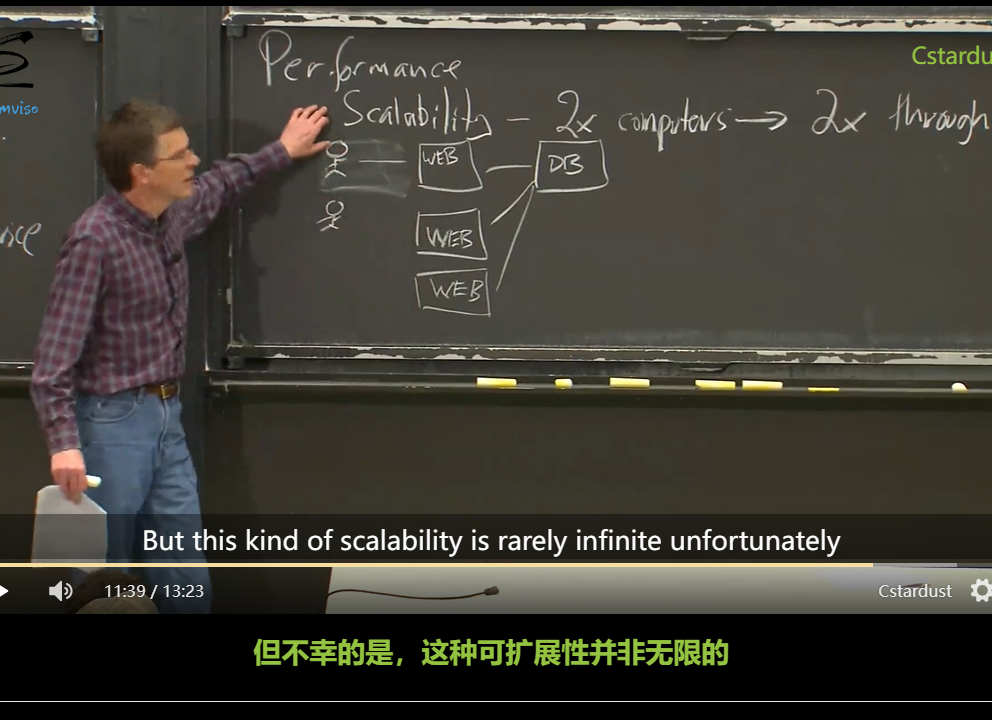 Performance
Cstardu
mviso
Scalability – 2x computers → 2x through
WEB
DB
WEB
WEB
But this kind of scalability is rarely infinite unfortunately
11:39 / 13:23
Cstardust
但不幸的是，这种可扩展性并非无限的